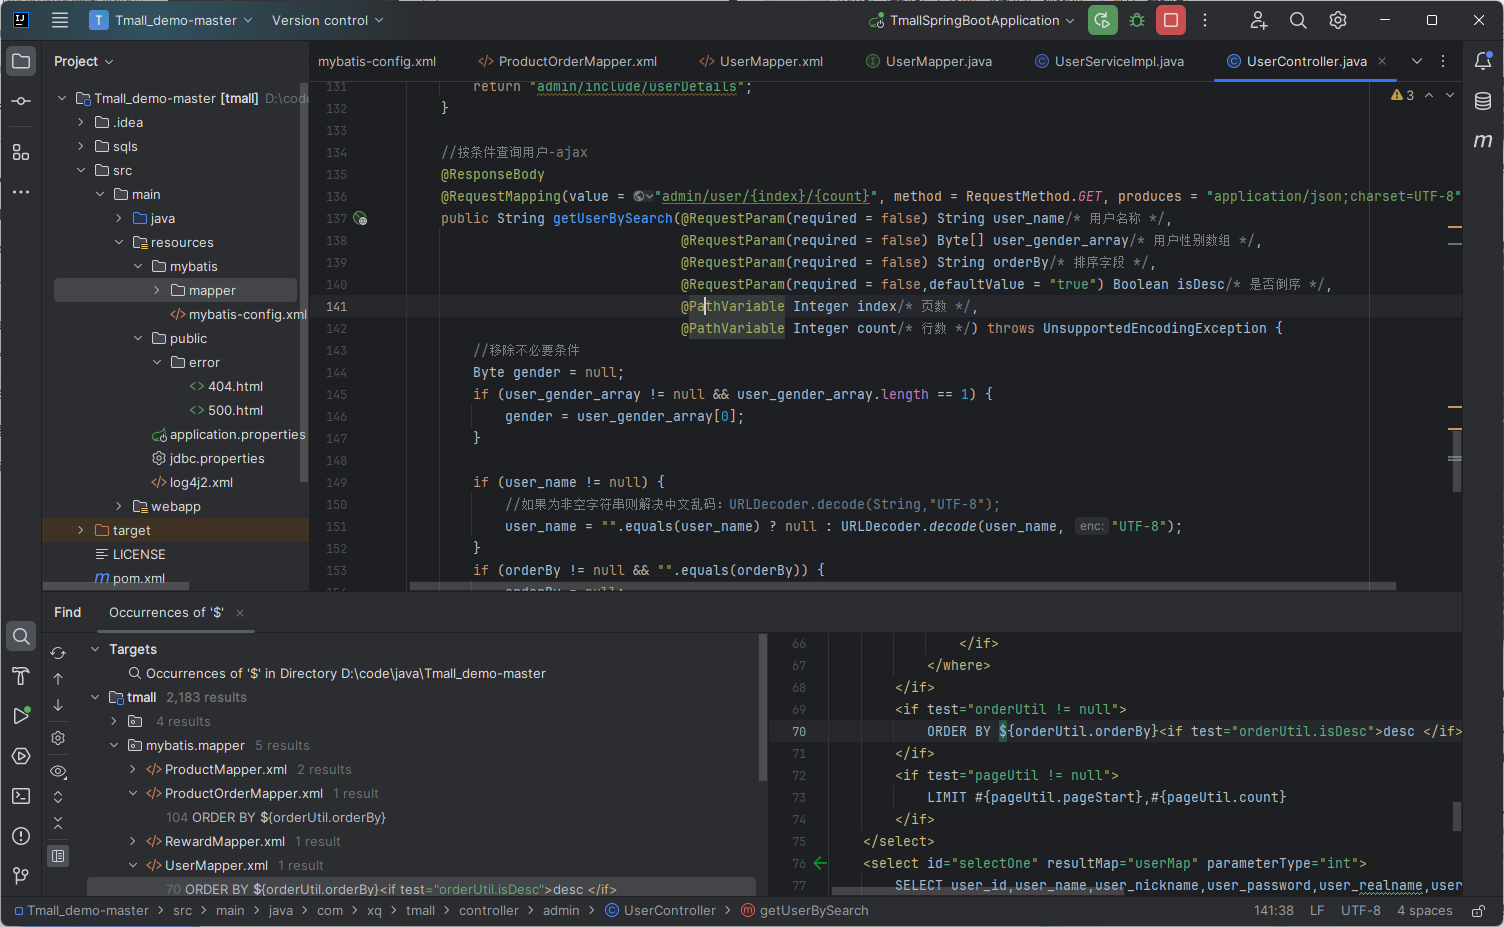 T Tmall_demo-master Version control TmallSpringBootApplication
Project
mybatis-config.xml ProductOrderMapper.xml UserMapper.xml UserMapper.java UserServiceImpl.java UserController.java
Tmall_demo-master [tmall] D:\code
.idea
sqls
src
main
java
resources
mybatis
mapper
mybatis-config.xml
public
error
404.html
500.html
application.properties
jdbc.properties
log4j2.xml
webapp
target
LICENSE
pom.xml
3
131 return "admin/include/userDetails";
132 }
133
134 //按条件查询用户-ajax
135 @ResponseBody
136 @RequestMapping(value = "admin/user/{index}/{count}", method = RequestMethod.GET, produces = "application/json;charset=UTF-8"
137 public String getUserBySearch(@RequestParam(required = false) String user_name/* 用户名称 */,
138 @RequestParam(required = false) Byte[] user_gender_array/* 用户性别数组 */,
139 @RequestParam(required = false) String orderBy/* 排序字段 */,
140 @RequestParam(required = false,defaultValue = "true") Boolean isDesc/* 是否倒序 */,
141 @PathVariable Integer index/* 页数 */,
142 @PathVariable Integer count/* 行数 */) throws UnsupportedEncodingException {
143 //移除不必要条件
144 Byte gender = null;
145 if (user_gender_array != null && user_gender_array.length == 1) {
146 gender = user_gender_array[0];
147 }
148
149 if (user_name != null) {
150 //如果为非空字符串则解决中文乱码：URLDecoder.decode(String,"UTF-8");
151 user_name = "".equals(user_name) ? null : URLDecoder.decode(user_name, enc: "UTF-8");
152 }
153 if (orderBy != null && "".equals(orderBy)) {
154 orderBy = null;
Find Occurrences of '$'
Targets
Occurrences of '$' in Directory D:\code\java\Tmall_demo-master
tmall 2,183 results
4 results
mybatis.mapper 5 results
ProductMapper.xml 2 results
ProductOrderMapper.xml 1 result
104 ORDER BY ${orderUtil.orderBy}
RewardMapper.xml 1 result
UserMapper.xml 1 result
70 ORDER BY ${orderUtil.orderBy}<if test="orderUtil.isDesc">desc </if>
66 </if>
67 </where>
68 </if>
69 <if test="orderUtil != null">
70 ORDER BY ${orderUtil.orderBy}<if test="orderUtil.isDesc">desc </if>
71 </if>
72 <if test="pageUtil != null">
73 LIMIT #{pageUtil.pageStart},#{pageUtil.count}
74 </if>
75 </select>
76 <select id="selectOne" resultMap="userMap" parameterType="int">
77 SELECT user_id,user_name,user_nickname,user_password,user_realname,user
Tmall_demo-master > src > main > java > com > xq > tmall > controller > admin > UserController > getUserBySearch
141:38 LF UTF-8 4 spaces